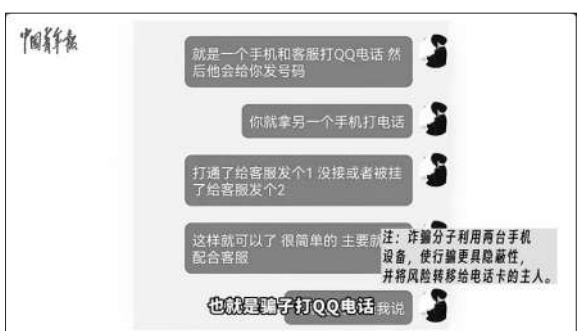 中国青年报
就是一个手机和客服打QQ电话 然
后他会给你发号码
你就拿另一个手机打电话
打通了给客服发个1 没接或者被挂
了给客服发个2
这样就可以了 很简单的 主要就
配合客服
注：诈骗分子利用两台手机
设备，使行骗更具隐蔽性，
并将风险转移给电话卡的主人。
也就是骗子打QQ电话
我说